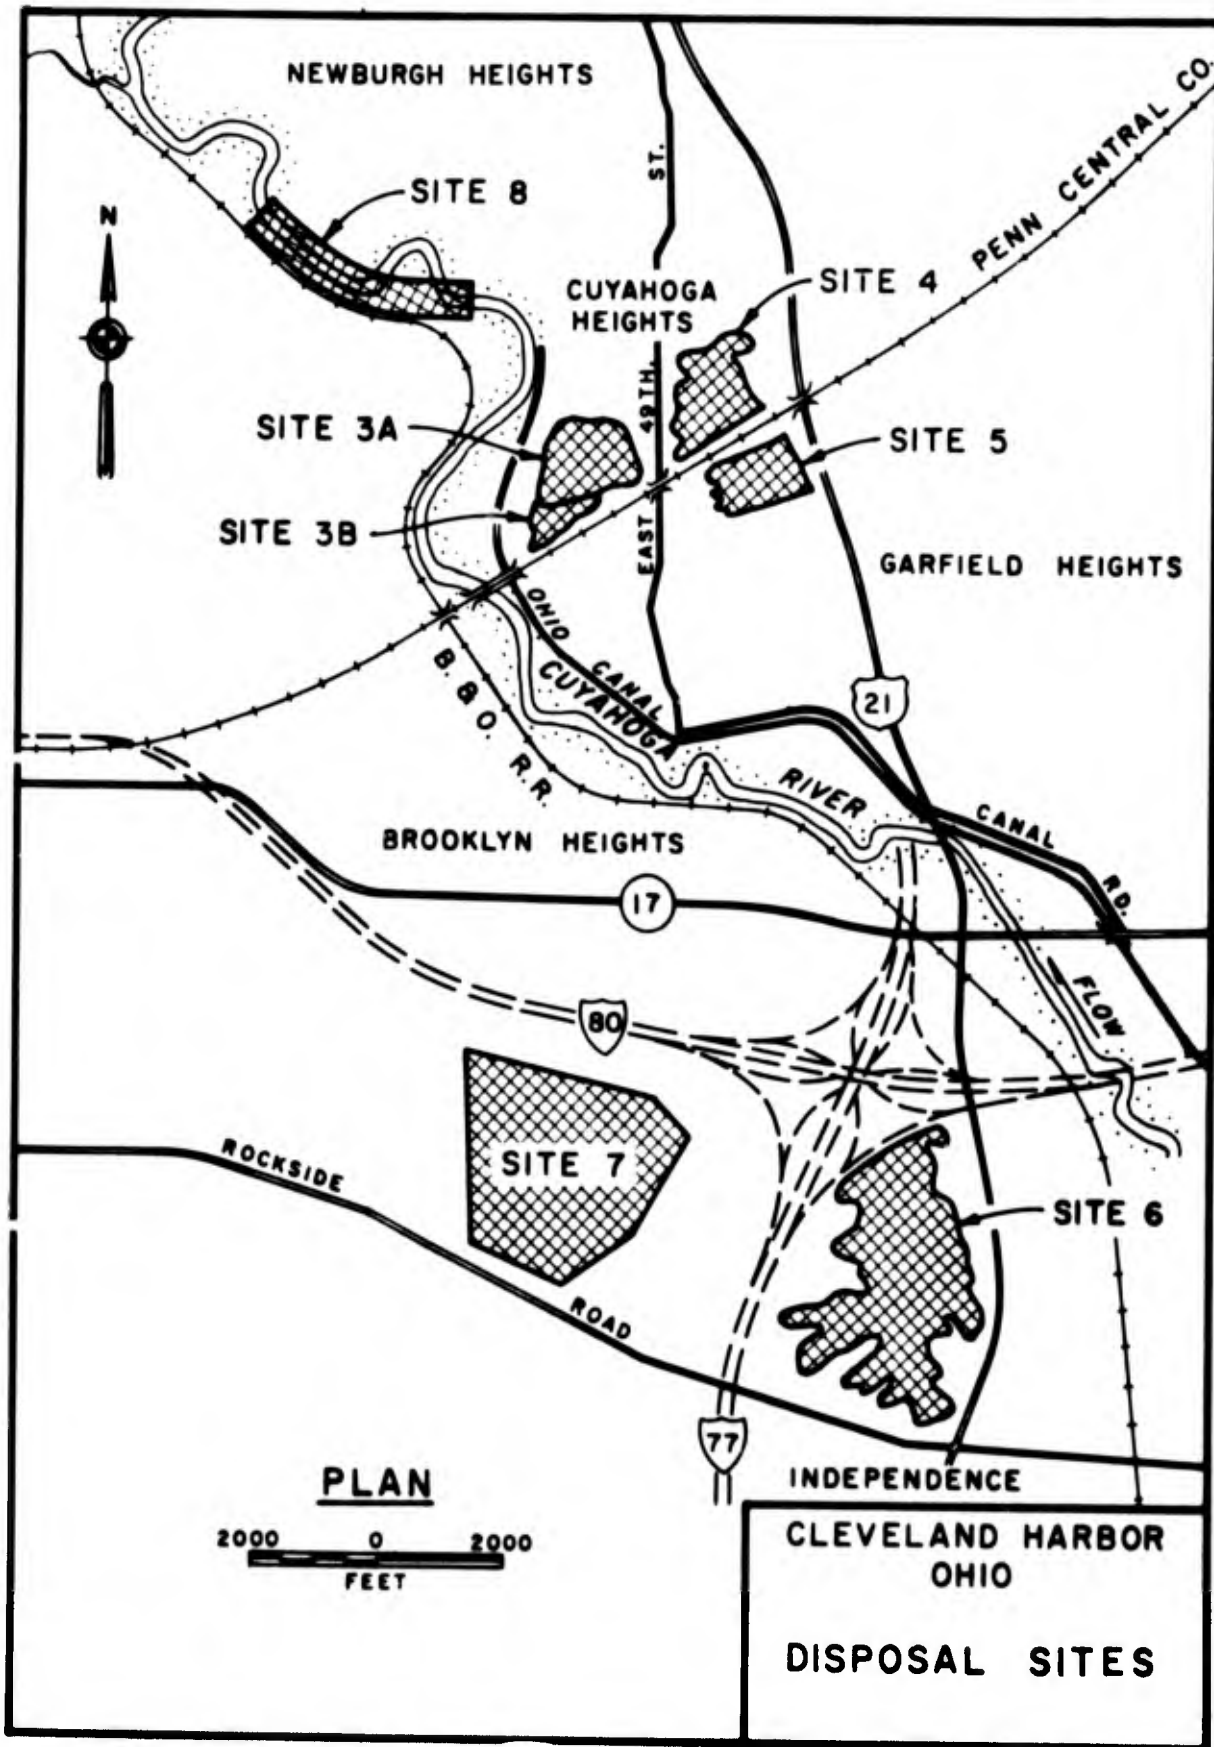 NEWBURGH HEIGHTS
PENN CENTRAL CO.
ST.
SITE 8
N
SITE 4
CUYAHOGA
HEIGHTS
49TH.
EAST
SITE 3A
SITE 5
SITE 3B
GARFIELD HEIGHTS
OHIO CANAL
CUYAHOGA RIVER
B. & O. R.R.
21
CANAL RD.
BROOKLYN HEIGHTS
17
FLOW
80
ROCKSIDE ROAD
SITE 7
SITE 6
77
INDEPENDENCE
PLAN
2000 0 2000
FEET
CLEVELAND HARBOR
OHIO
DISPOSAL SITES